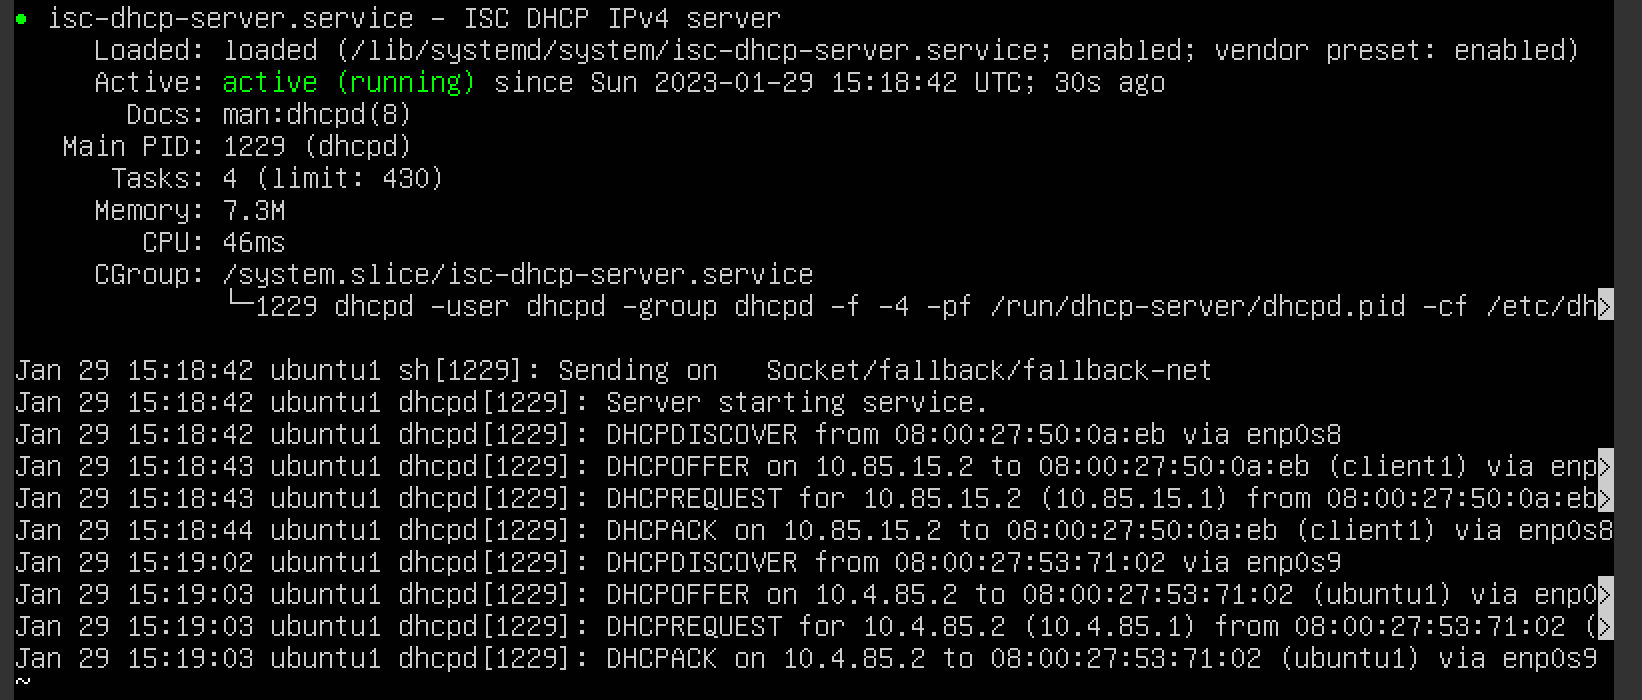 ● isc-dhcp-server.service - ISC DHCP IPv4 server
     Loaded: loaded (/lib/systemd/system/isc-dhcp-server.service; enabled; vendor preset: enabled)
     Active: active (running) since Sun 2023-01-29 15:18:42 UTC; 30s ago
       Docs: man:dhcpd(8)
   Main PID: 1229 (dhcpd)
      Tasks: 4 (limit: 430)
     Memory: 7.3M
        CPU: 46ms
     CGroup: /system.slice/isc-dhcp-server.service
             └─1229 dhcpd -user dhcpd -group dhcpd -f -4 -pf /run/dhcp-server/dhcpd.pid -cf /etc/dh>
Jan 29 15:18:42 ubuntu1 sh[1229]: Sending on   Socket/fallback/fallback-net
Jan 29 15:18:42 ubuntu1 dhcpd[1229]: Server starting service.
Jan 29 15:18:42 ubuntu1 dhcpd[1229]: DHCPDISCOVER from 08:00:27:50:0a:eb via enp0s8
Jan 29 15:18:43 ubuntu1 dhcpd[1229]: DHCPOFFER on 10.85.15.2 to 08:00:27:50:0a:eb (client1) via enp>
Jan 29 15:18:43 ubuntu1 dhcpd[1229]: DHCPREQUEST for 10.85.15.2 (10.85.15.1) from 08:00:27:50:0a:eb>
Jan 29 15:18:44 ubuntu1 dhcpd[1229]: DHCPACK on 10.85.15.2 to 08:00:27:50:0a:eb (client1) via enp0s8
Jan 29 15:19:02 ubuntu1 dhcpd[1229]: DHCPDISCOVER from 08:00:27:53:71:02 via enp0s9
Jan 29 15:19:03 ubuntu1 dhcpd[1229]: DHCPOFFER on 10.4.85.2 to 08:00:27:53:71:02 (ubuntu1) via enp0>
Jan 29 15:19:03 ubuntu1 dhcpd[1229]: DHCPREQUEST for 10.4.85.2 (10.4.85.1) from 08:00:27:53:71:02 (>
Jan 29 15:19:03 ubuntu1 dhcpd[1229]: DHCPACK on 10.4.85.2 to 08:00:27:53:71:02 (ubuntu1) via enp0s9
~